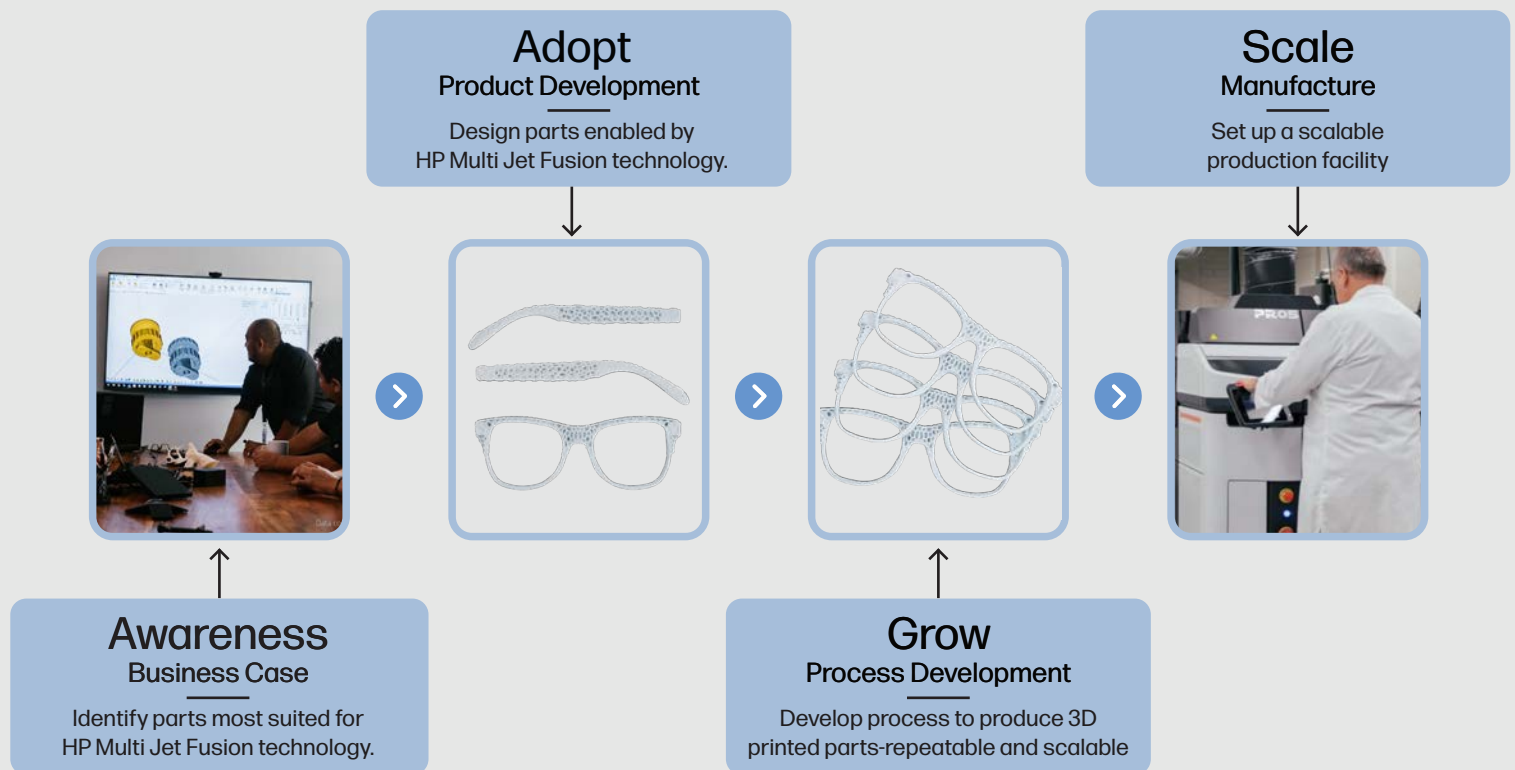 Adopt
Product Development
Design parts enabled by
HP Multi Jet Fusion technology.
Scale
Manufacture
Set up a scalable
production facility
PROS
Awareness
Business Case
Identify parts most suited for
HP Multi Jet Fusion technology.
Grow
Process Development
Develop process to produce 3D
printed parts-repeatable and scalable